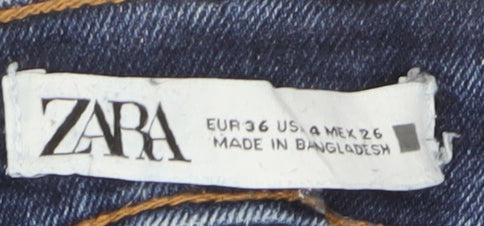 ZARA
EUR 36 US 4 MEX 26
MADE IN BANGLADESH